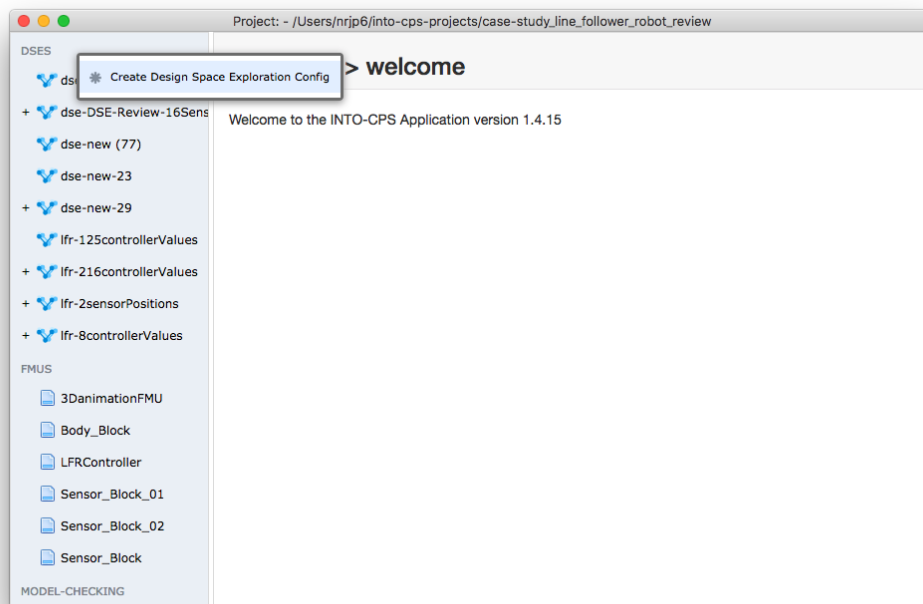 Project: - /Users/nrjp6/into-cps-projects/case-study_line_follower_robot_review
DSES
Create Design Space Exploration Config
> welcome
+ dse-DSE-Review-16Sens
Welcome to the INTO-CPS Application version 1.4.15
dse-new (77)
dse-new-23
+ dse-new-29
lfr-125controllerValues
+ lfr-216controllerValues
+ lfr-2sensorPositions
+ lfr-8controllerValues
FMUS
3DanimationFMU
Body_Block
LFRController
Sensor_Block_01
Sensor_Block_02
Sensor_Block
MODEL-CHECKING